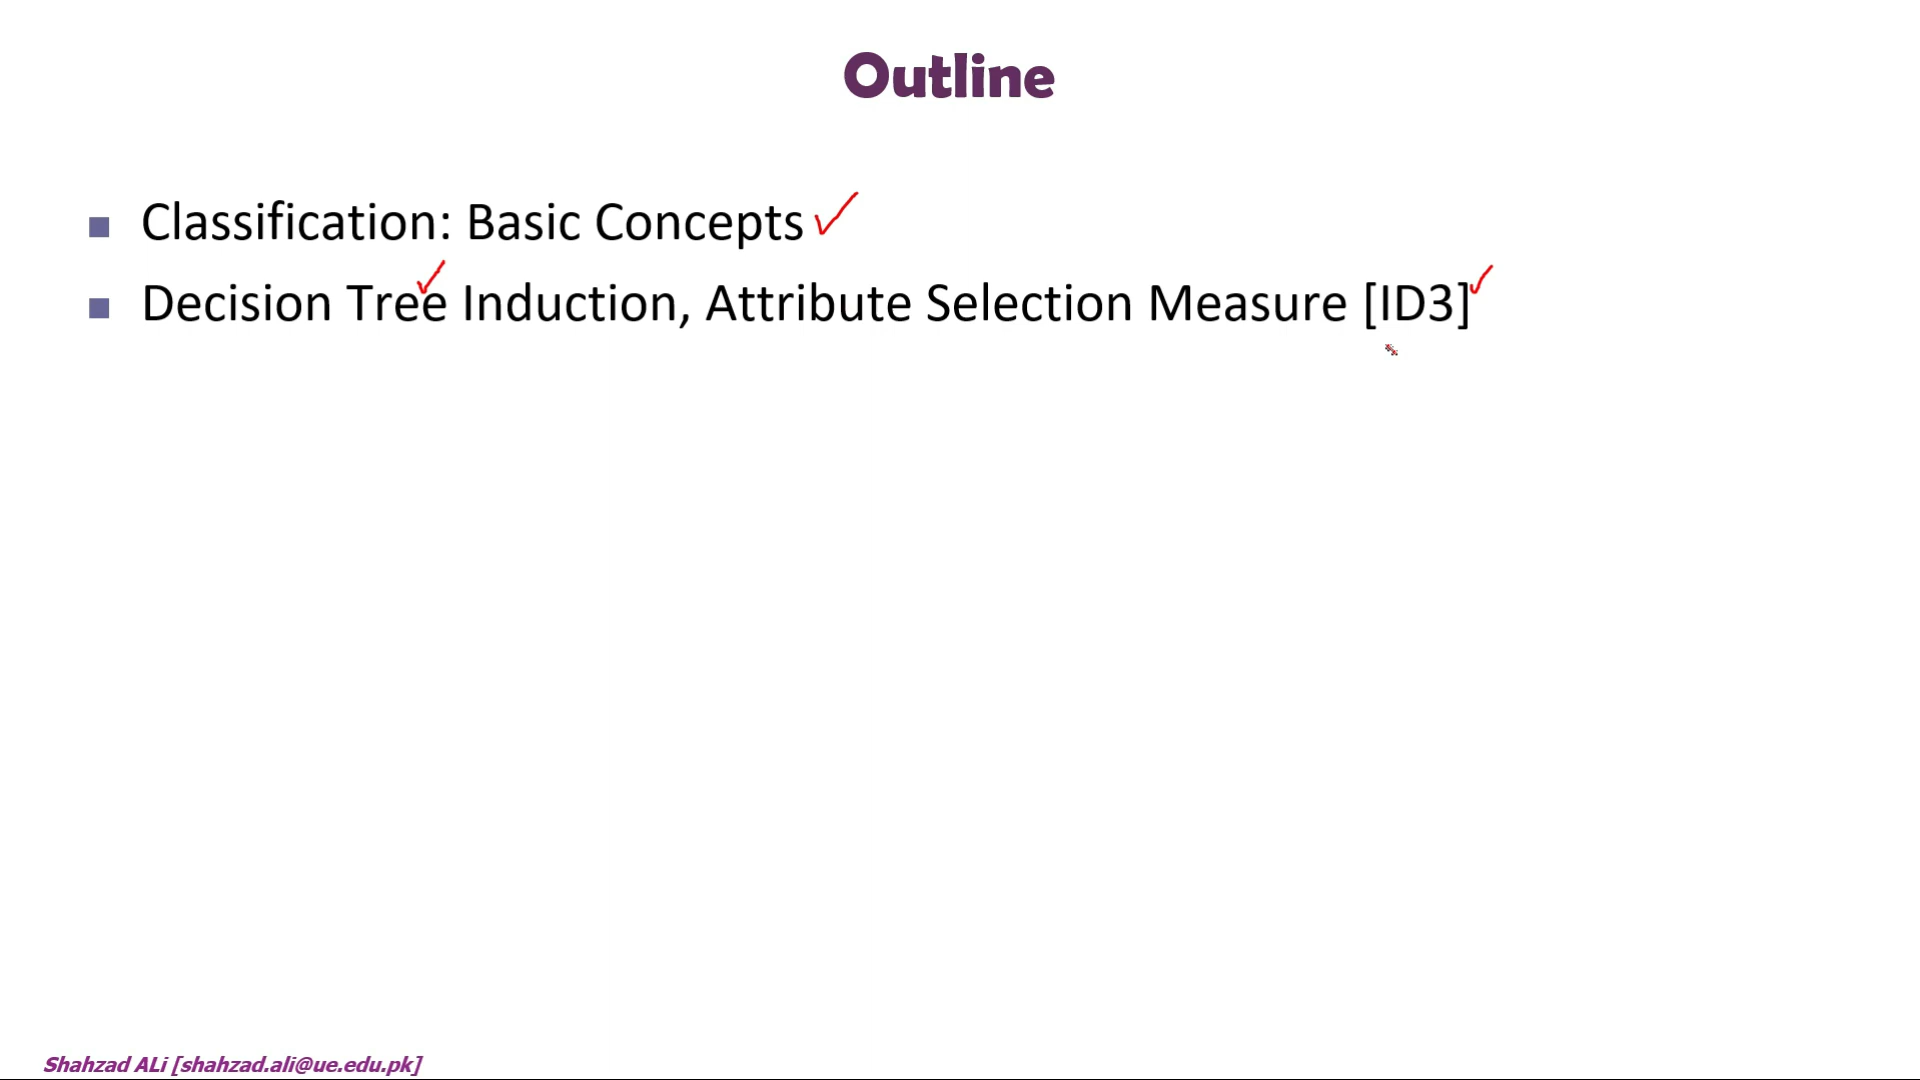 Outline
Classification: Basic Concepts
Decision Tree Induction, Attribute Selection Measure [ID3]
Shahzad ALi [shahzad.ali@ue.edu.pk]